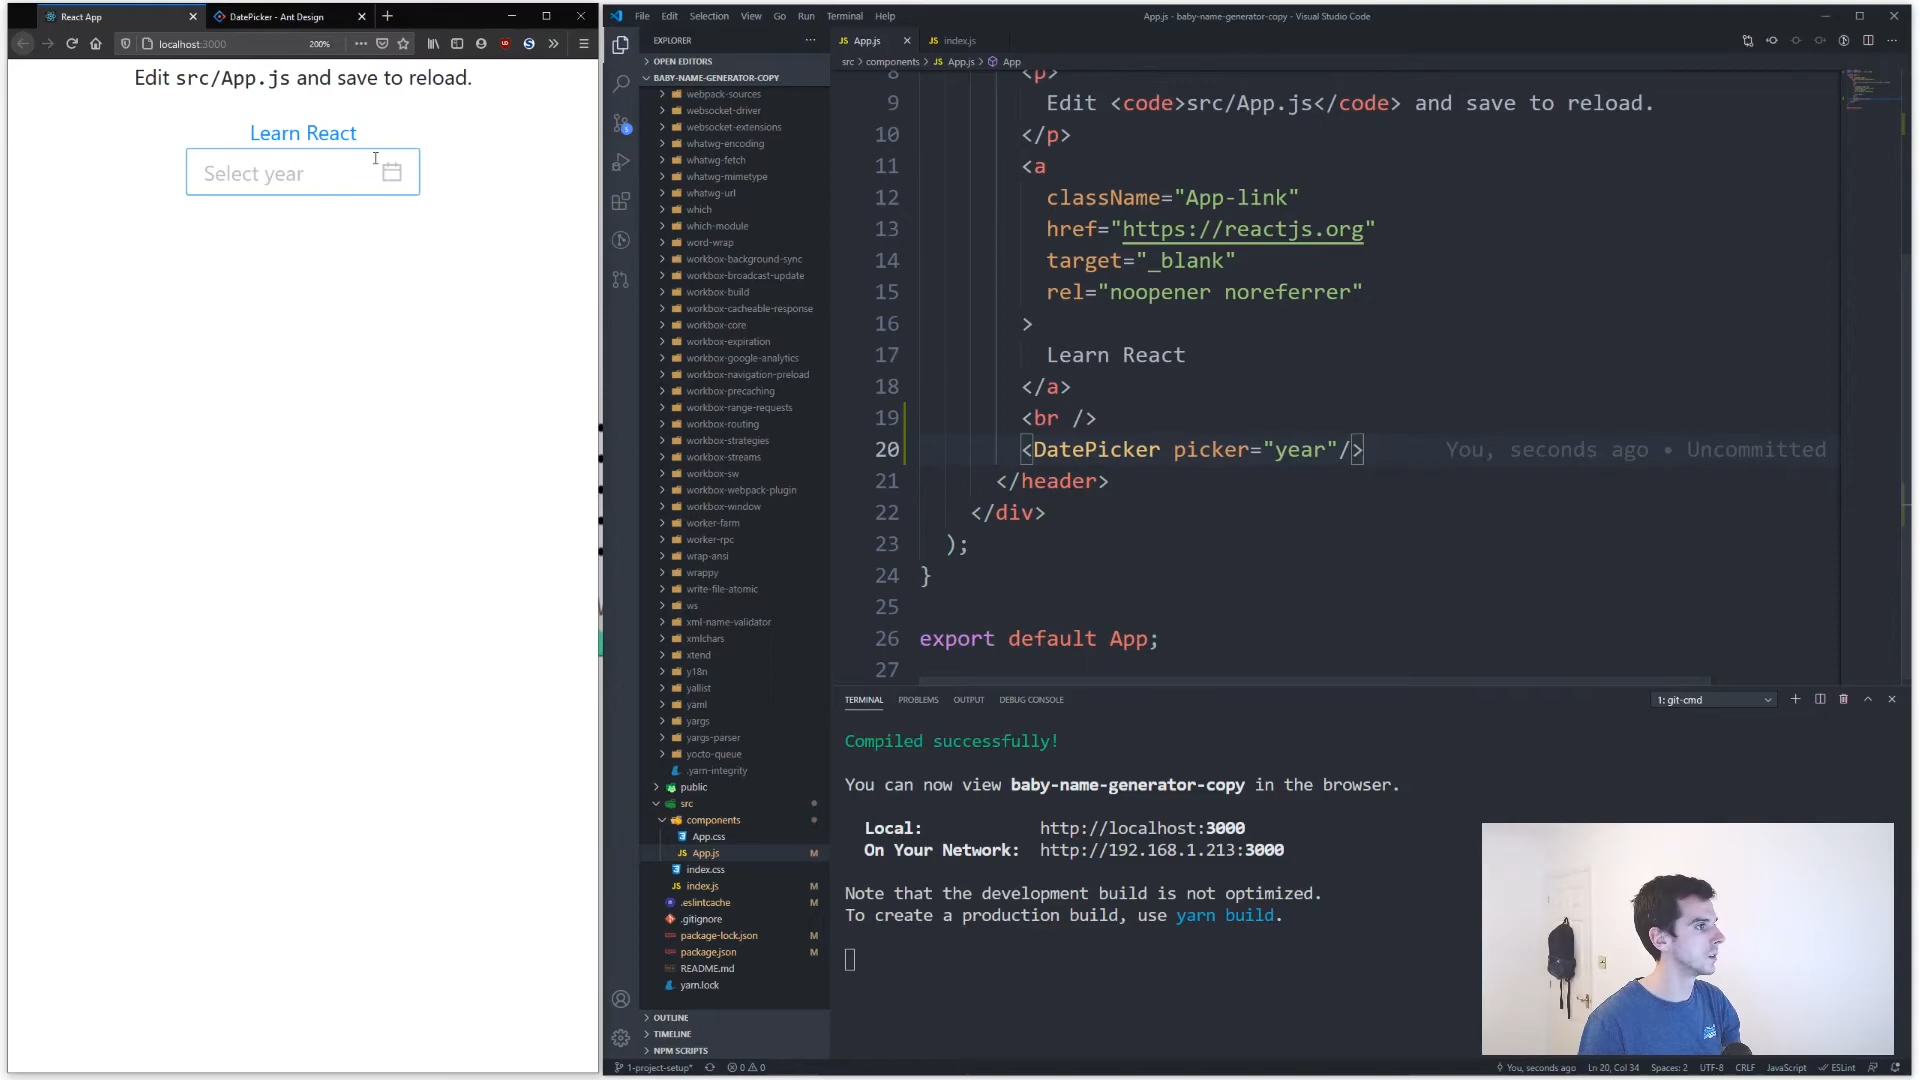 React App
DatePicker - Ant Design
localhost:3000
200%
Edit src/App.js and save to reload.
Learn React
Select year
File Edit Selection View Go Run Terminal Help
App.js - baby-name-generator-copy - Visual Studio Code
EXPLORER
OPEN EDITORS
BABY-NAME-GENERATOR-COPY
webpack-sources
websocket-driver
websocket-extensions
whatwg-encoding
whatwg-fetch
whatwg-mimetype
whatwg-url
which
which-module
word-wrap
workbox-background-sync
workbox-broadcast-update
workbox-build
workbox-cacheable-response
workbox-core
workbox-expiration
workbox-google-analytics
workbox-navigation-preload
workbox-precaching
workbox-range-requests
workbox-routing
workbox-strategies
workbox-streams
workbox-sw
workbox-webpack-plugin
workbox-window
worker-farm
worker-rpc
wrap-ansi
wrappy
write-file-atomic
ws
xml-name-validator
xmlchars
xtend
y18n
yallist
yaml
yargs
yargs-parser
yocto-queue
.yarn-integrity
public
src
components
App.css
App.js M
index.css
index.js M
.eslintcache M
.gitignore
package-lock.json M
package.json M
README.md
yarn.lock
OUTLINE
TIMELINE
NPM SCRIPTS
App.js
index.js
src > components > App.js > App
8 <p>
9 Edit <code>src/App.js</code> and save to reload.
10 </p>
11 <a
12 className="App-link"
13 href="https://reactjs.org"
14 target="_blank"
15 rel="noopener noreferrer"
16 >
17 Learn React
18 </a>
19 <br />
20 <DatePicker picker="year"/> You, seconds ago • Uncommitted
21 </header>
22 </div>
23 );
24 }
25
26 export default App;
27
TERMINAL PROBLEMS OUTPUT DEBUG CONSOLE
1: git-cmd
Compiled successfully!
You can now view baby-name-generator-copy in the browser.
Local: http://localhost:3000
On Your Network: http://192.168.1.213:3000
Note that the development build is not optimized.
To create a production build, use yarn build.
1-project-setup* 0 0
You, seconds ago Ln 20, Col 34 Spaces: 2 UTF-8 CRLF JavaScript ESLint